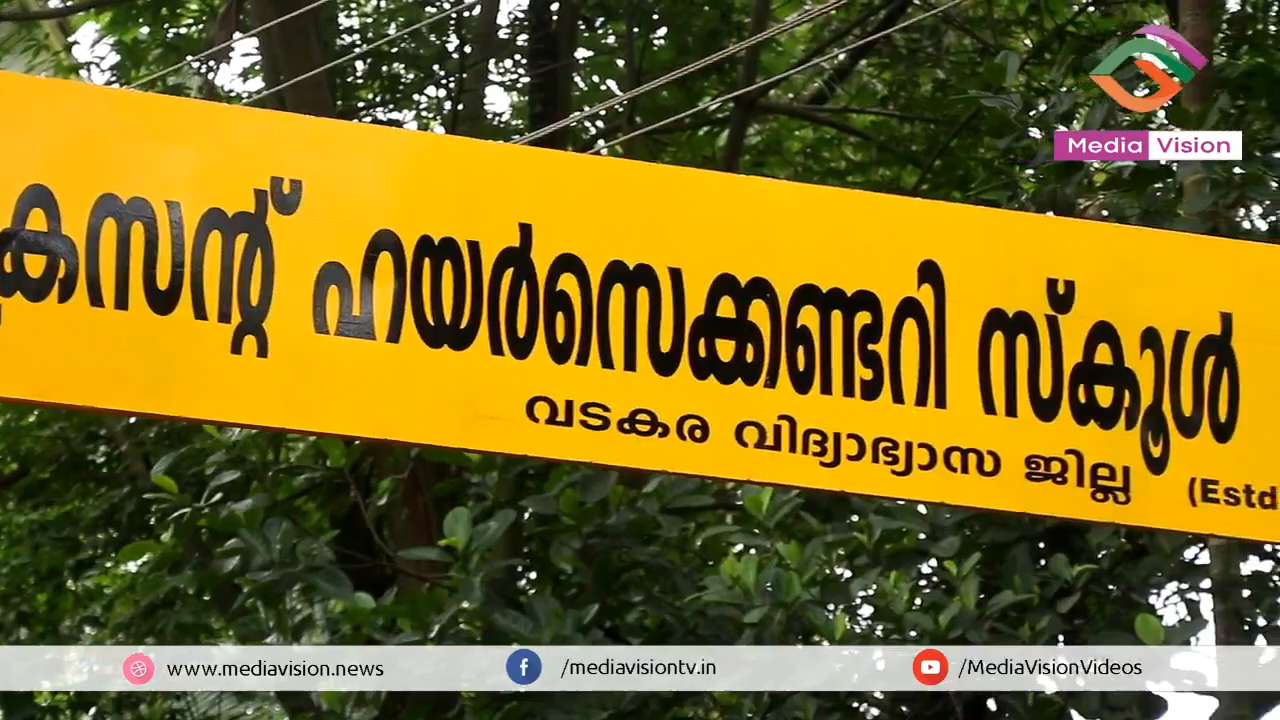 Media Vision
ക്രസന്റ് ഹയർസെക്കണ്ടറി സ്കൂൾ
വടകര വിദ്യാഭ്യാസ ജില്ല (Estd
www.mediavision.news /mediavisiontv.in /MediaVisionVideos